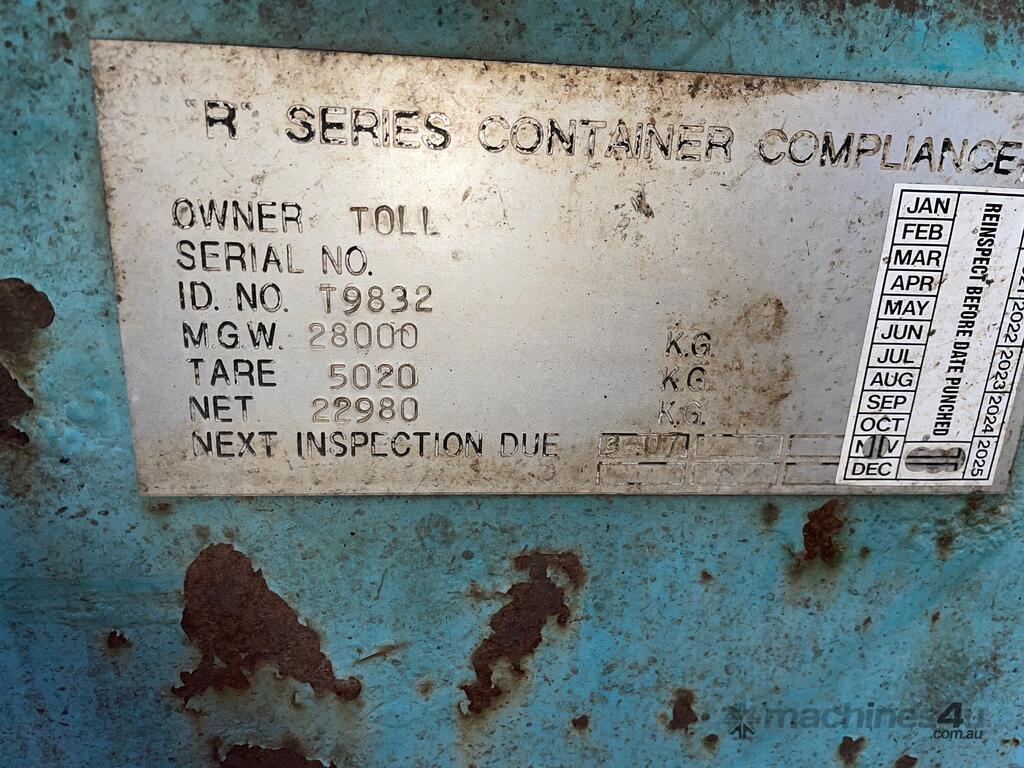 "R" SERIES CONTAINER COMPLIANCE
OWNER TOLL
SERIAL NO.
ID. NO. T9832
M.G.W. 28000 K.G.
TARE 5020 K.G.
NET 22980 K.G.
NEXT INSPECTION DUE 3-07
JAN
FEB
MAR
APR
MAY
JUN
JUL
AUG
SEP
OCT
DEC
REINSPECT BEFORE DATE PUNCHED
2022 2023 2024 2025
machines4u
.com.au